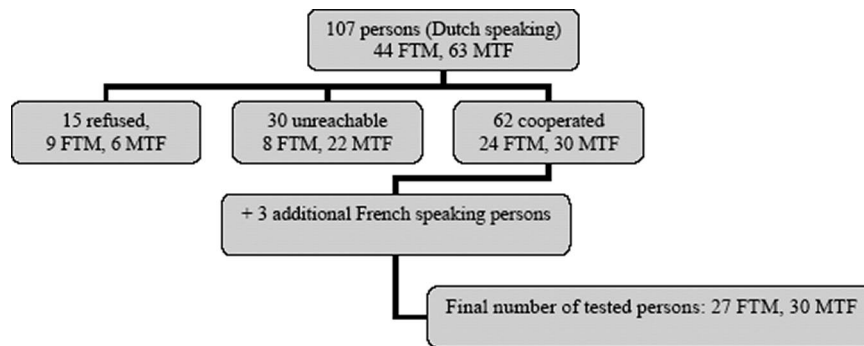 107 persons (Dutch speaking)
44 FTM, 63 MTF
15 refused,
9 FTM, 6 MTF
30 unreachable
8 FTM, 22 MTF
62 cooperated
24 FTM, 30 MTF
+ 3 additional French speaking persons
Final number of tested persons: 27 FTM, 30 MTF